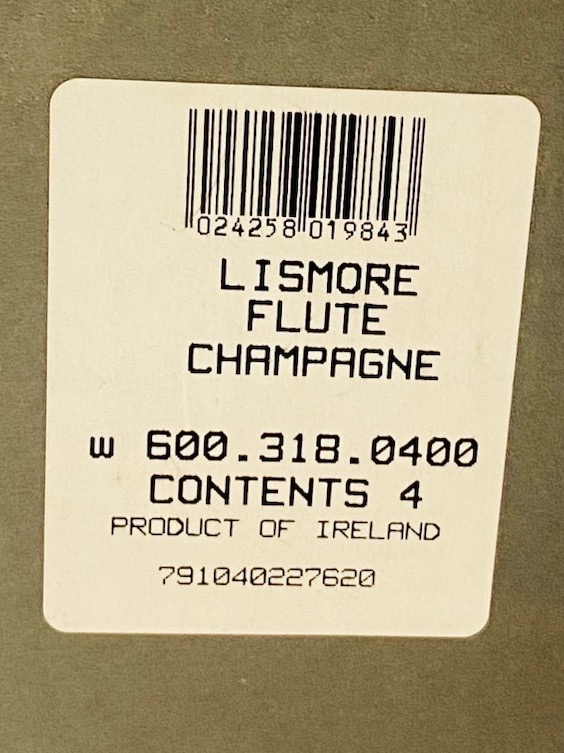 024258 019843
LISMORE
FLUTE
CHAMPAGNE
w 600.318.0400
CONTENTS 4
PRODUCT OF IRELAND
791040227620